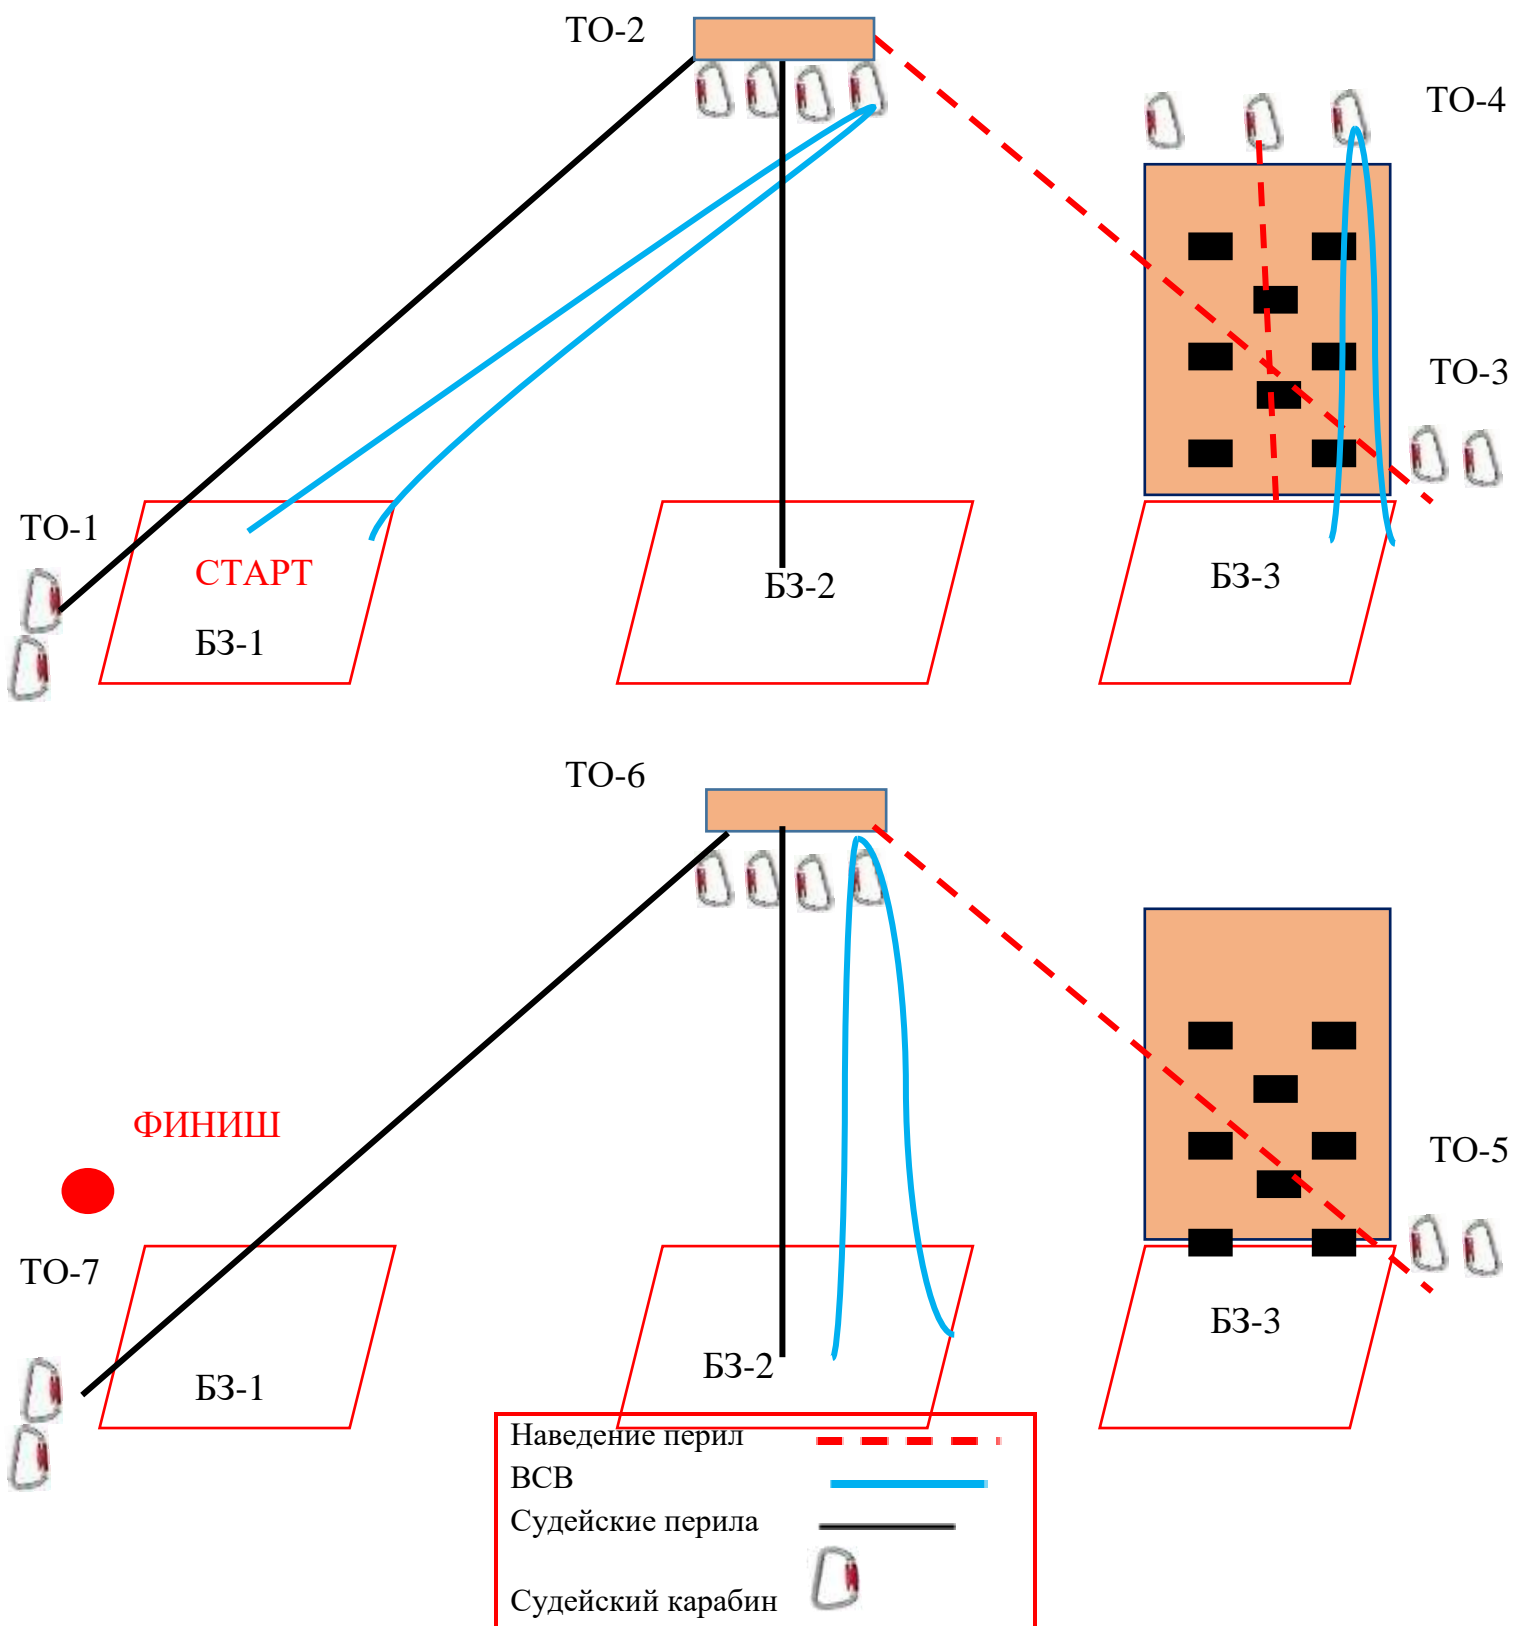 ТО-2
ТО-4
ТО-3
ТО-1
СТАРТ
БЗ-2
БЗ-3
БЗ-1
ТО-6
ФИНИШ
ТО-5
ТО-7
БЗ-3
БЗ-2
БЗ-1
Наведение перил
ВСВ
Судейские перила
Судейский карабин